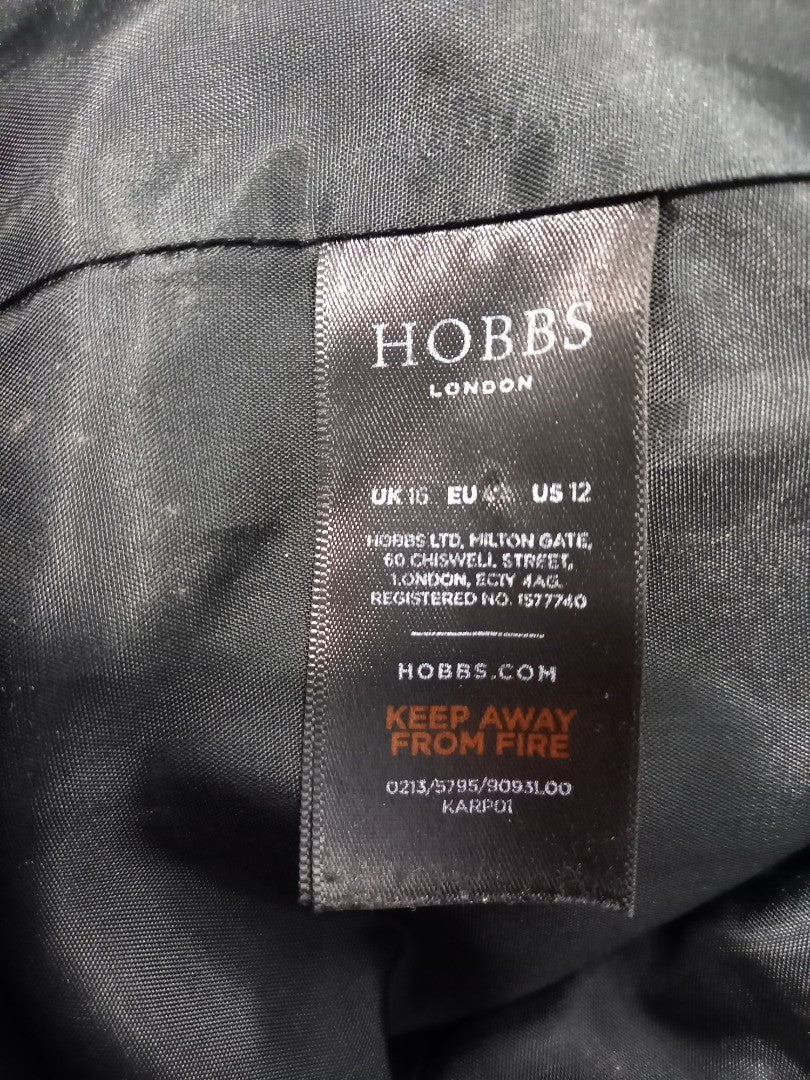 HOBBS
LONDON
UK 16 EU US 12
HOBBS LTD, MILTON GATE,
60 CHISWELL STREET,
LONDON, EC1Y 4AG.
REGISTERED NO. 1577740
HOBBS.COM
KEEP AWAY
FROM FIRE
0213/5795/9093L00
KARP01